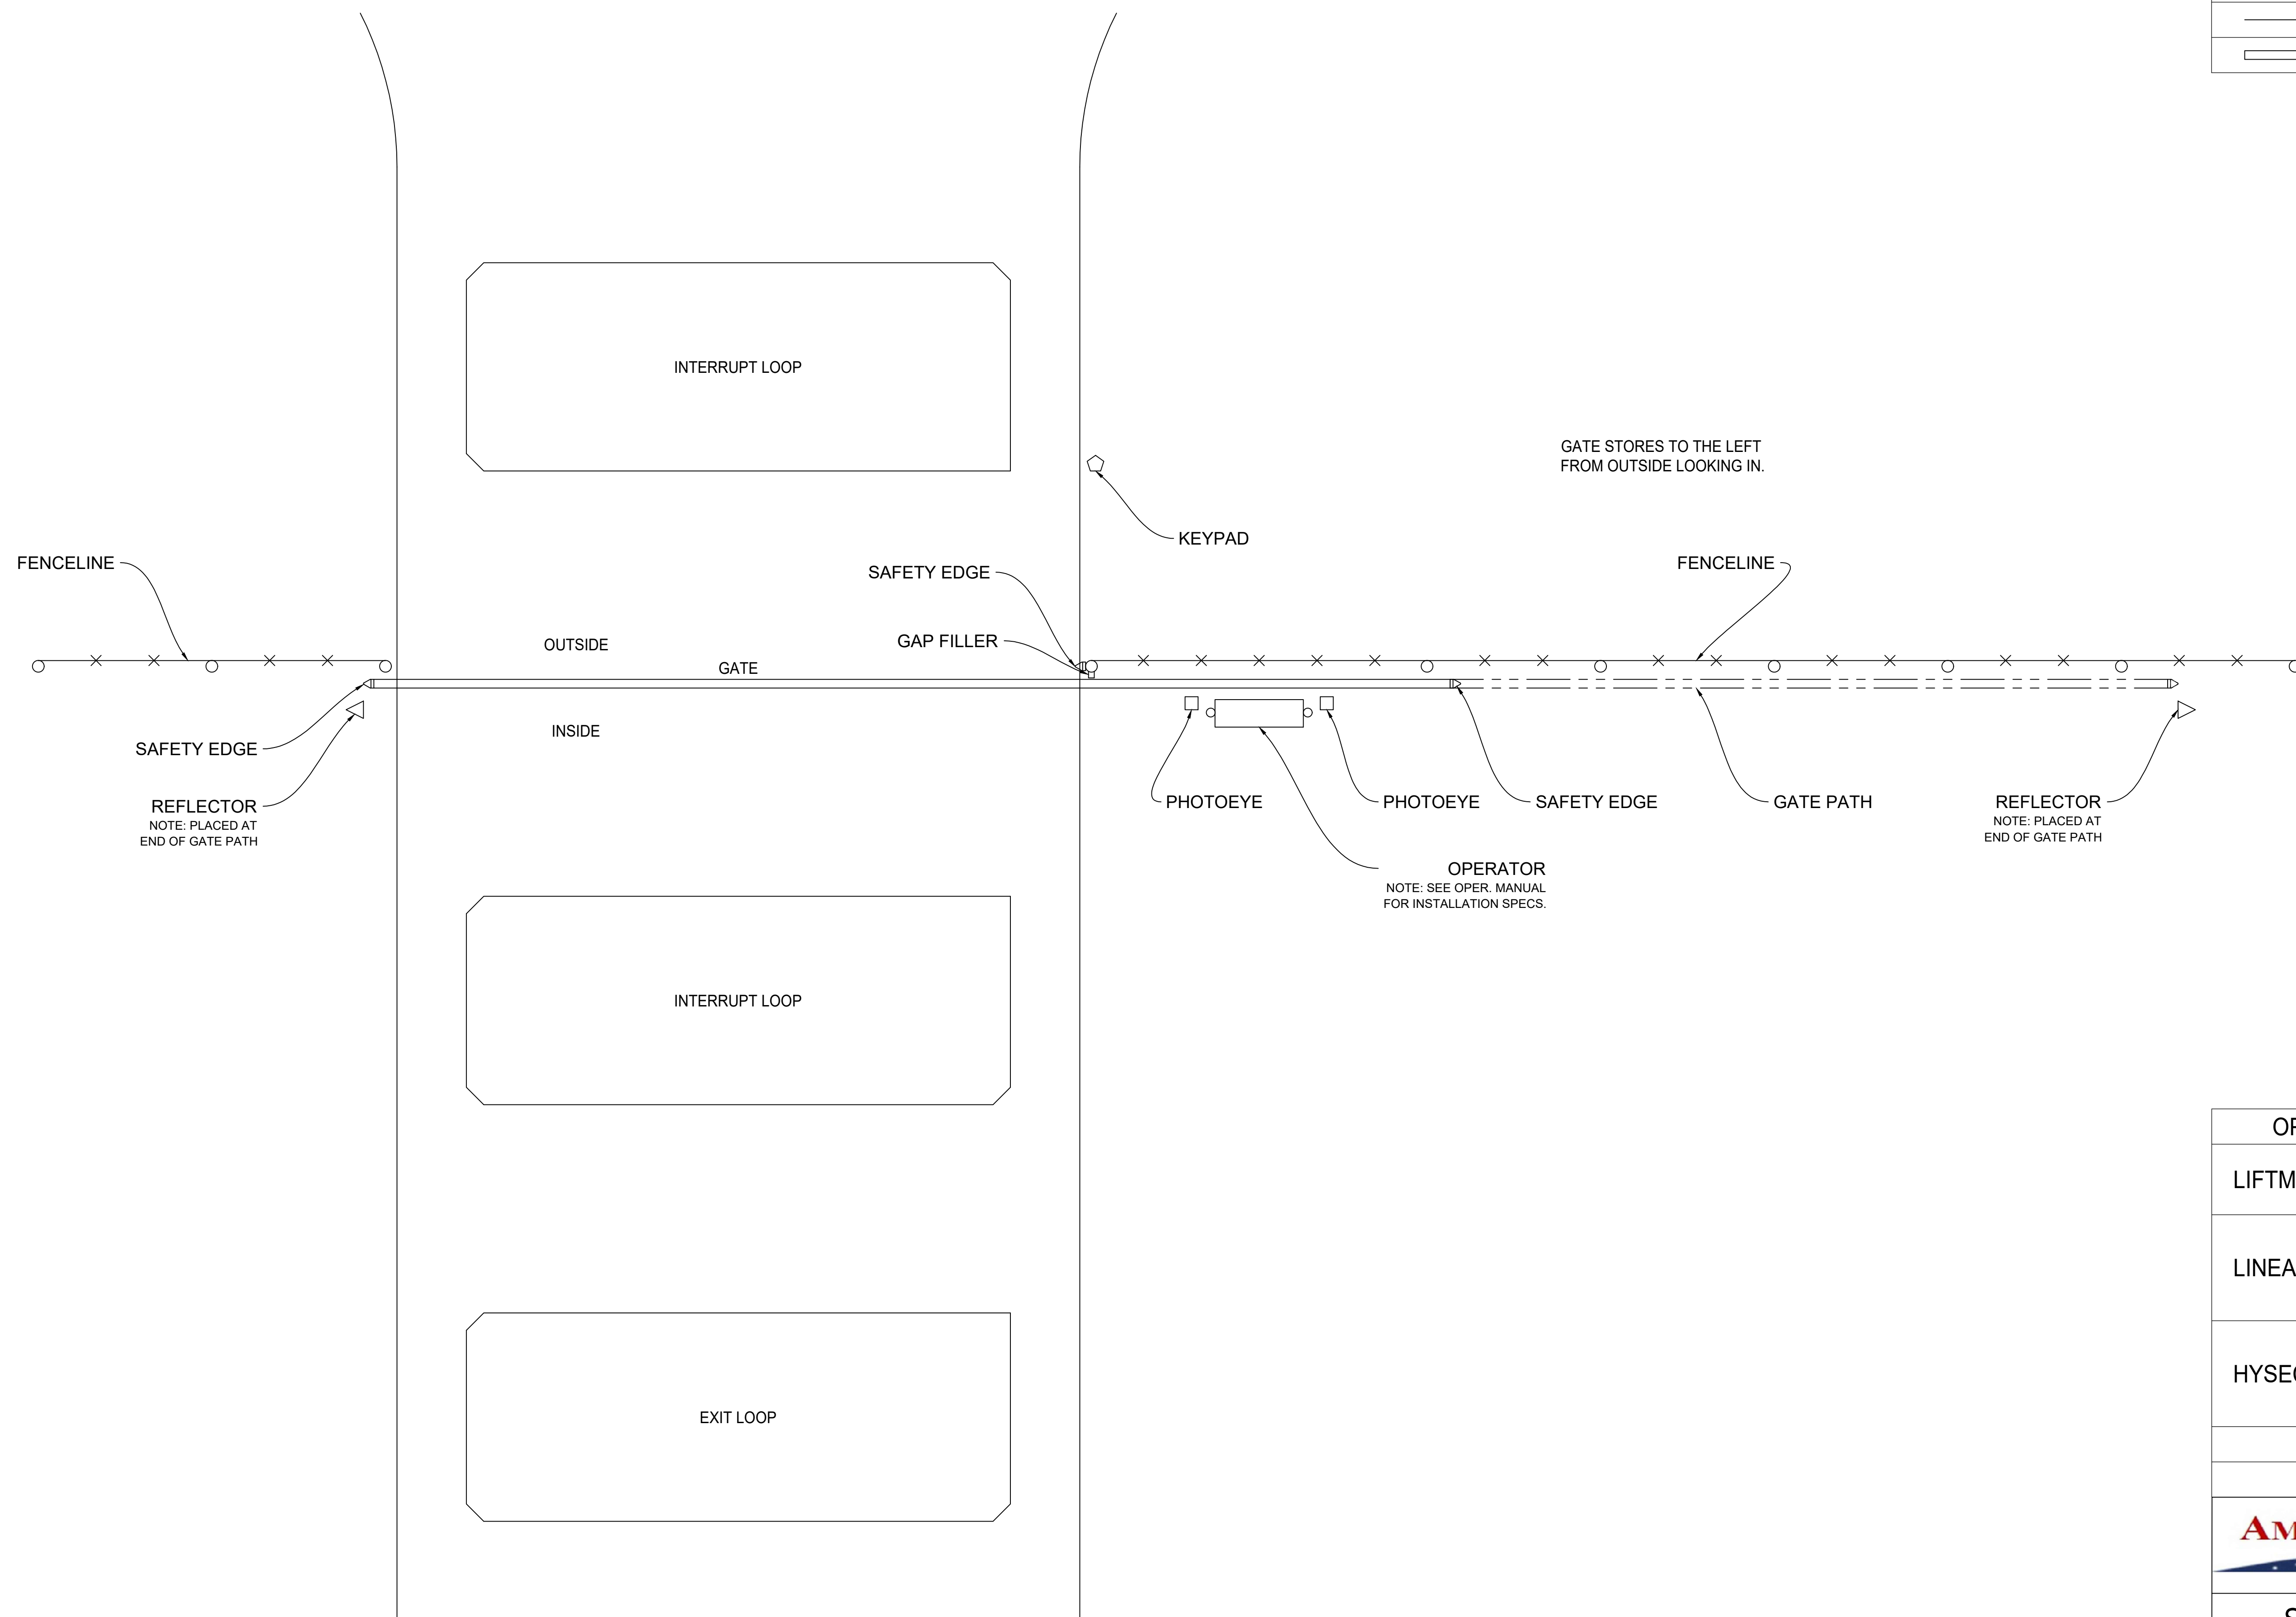 INTERRUPT LOOP
GATE STORES TO THE LEFT
FROM OUTSIDE LOOKING IN.
KEYPAD
FENCELINE
SAFETY EDGE
FENCELINE
GAP FILLER
OUTSIDE
GATE
INSIDE
SAFETY EDGE
REFLECTOR
NOTE: PLACED AT
END OF GATE PATH
PHOTOEYE
PHOTOEYE
SAFETY EDGE
GATE PATH
REFLECTOR
NOTE: PLACED AT
END OF GATE PATH
OPERATOR
NOTE: SEE OPER. MANUAL
FOR INSTALLATION SPECS.
INTERRUPT LOOP
EXIT LOOP